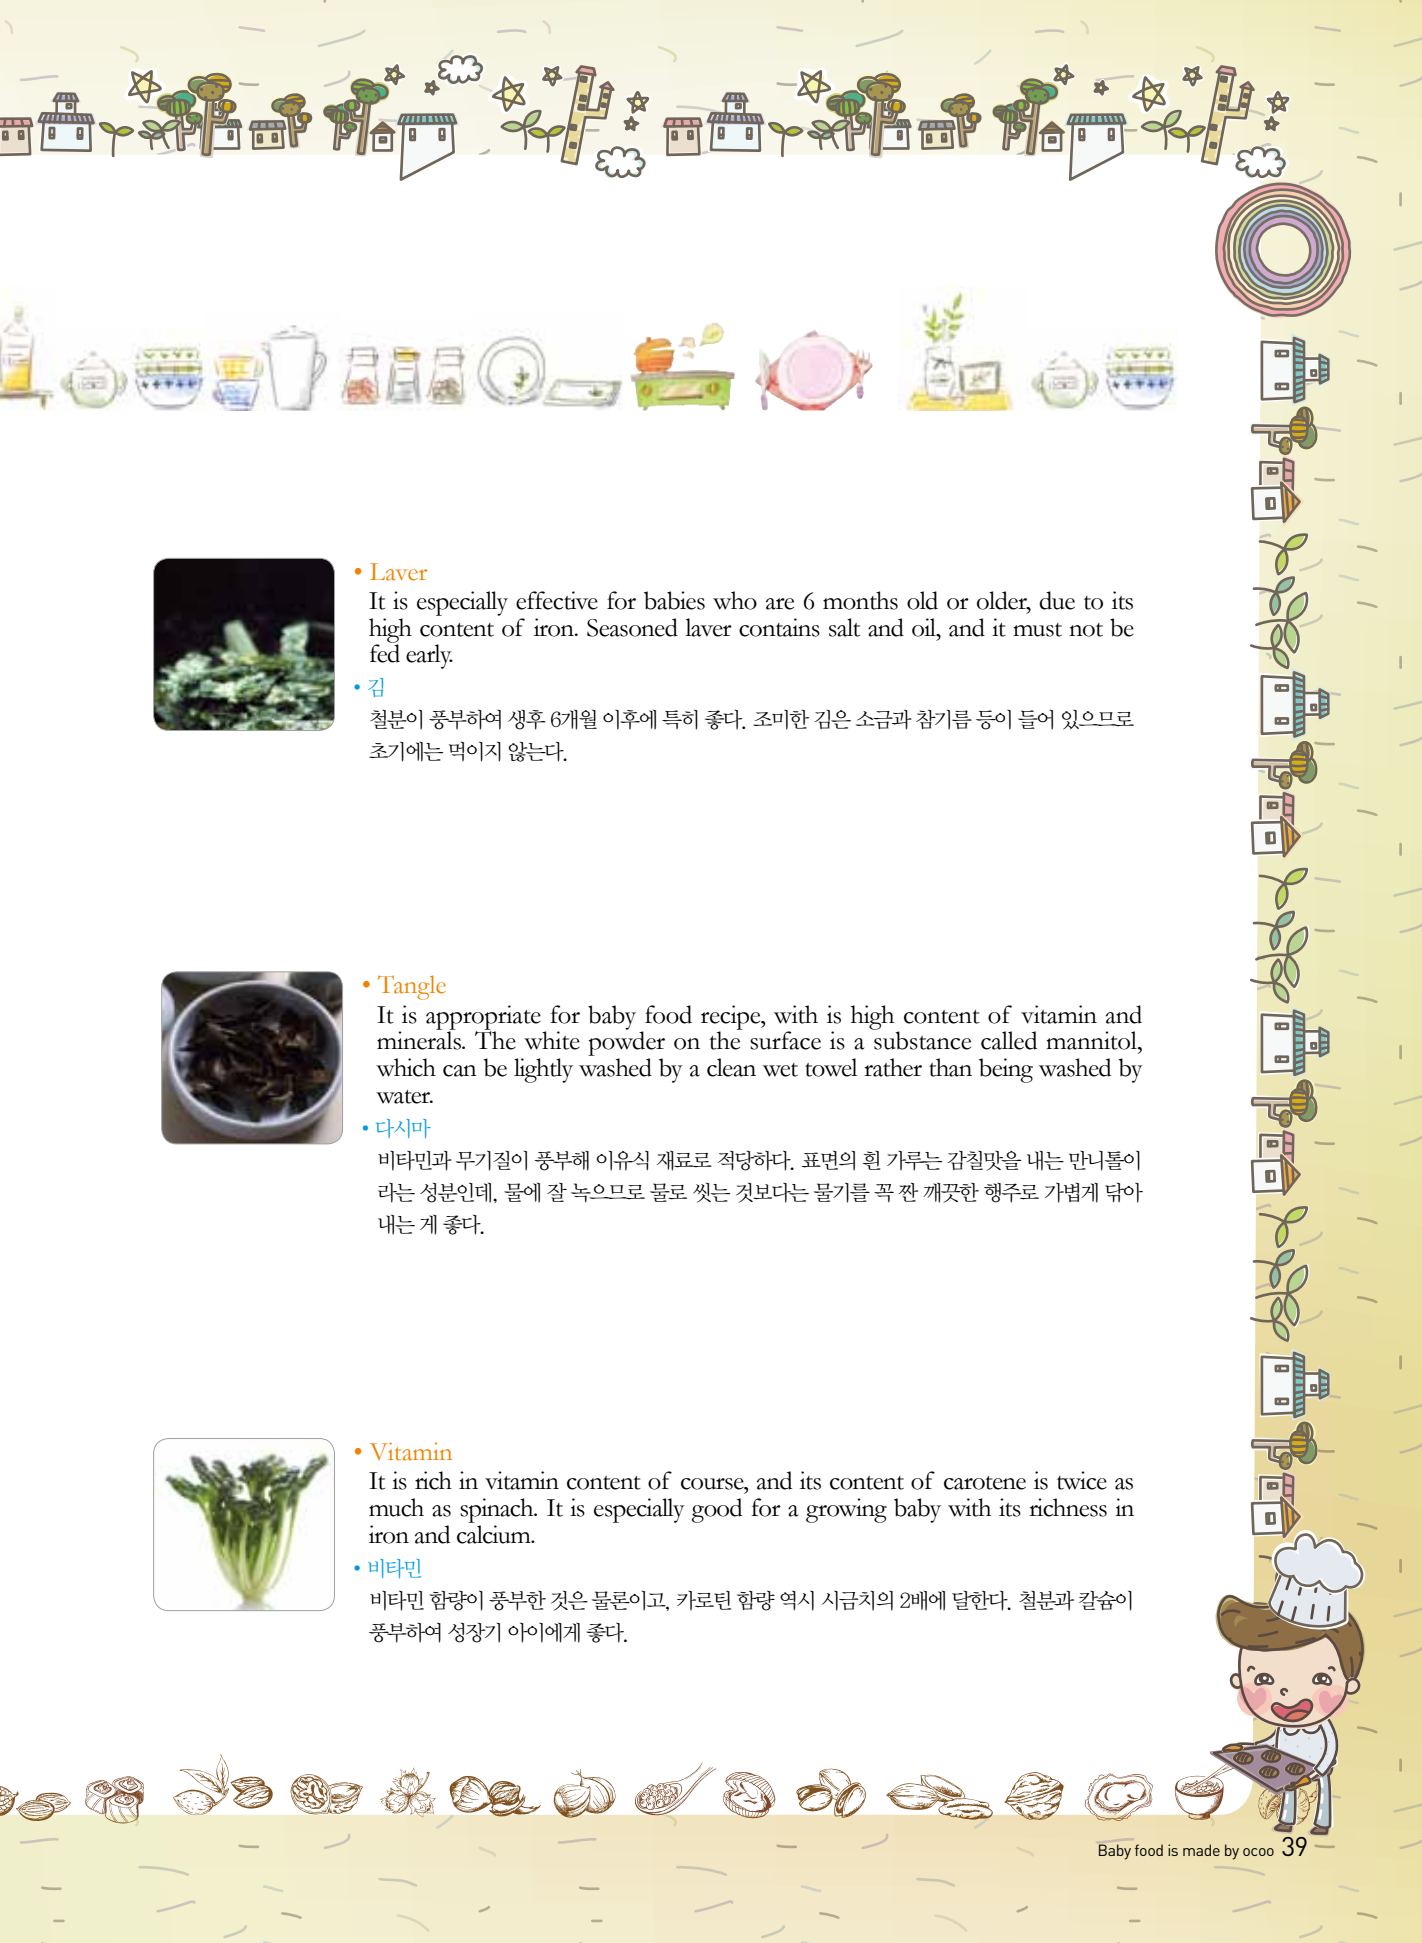 • Laver
It is especially effective for babies who are 6 months old or older, due to its
high content of iron. Seasoned laver contains salt and oil, and it must not be
fed early.
• 김
철분이 풍부하여 생후 6개월 이후에 특히 좋다. 조미한 김은 소금과 참기름 등이 들어 있으므로
초기에는 먹이지 않는다.
• Tangle
It is appropriate for baby food recipe, with is high content of vitamin and
minerals. The white powder on the surface is a substance called mannitol,
which can be lightly washed by a clean wet towel rather than being washed by
water.
• 다시마
비타민과 무기질이 풍부해 이유식 재료로 적당하다. 표면의 흰 가루는 감칠맛을 내는 만니톨이
라는 성분인데, 물에 잘 녹으므로 물로 씻는 것보다는 물기를 꼭 짠 깨끗한 행주로 가볍게 닦아
내는 게 좋다.
• Vitamin
It is rich in vitamin content of course, and its content of carotene is twice as
much as spinach. It is especially good for a growing baby with its richness in
iron and calcium.
• 비타민
비타민 함량이 풍부한 것은 물론이고, 카로틴 함량 역시 시금치의 2배에 달한다. 철분과 칼슘이
풍부하여 성장기 아이에게 좋다.
Baby food is made by ocoo 39